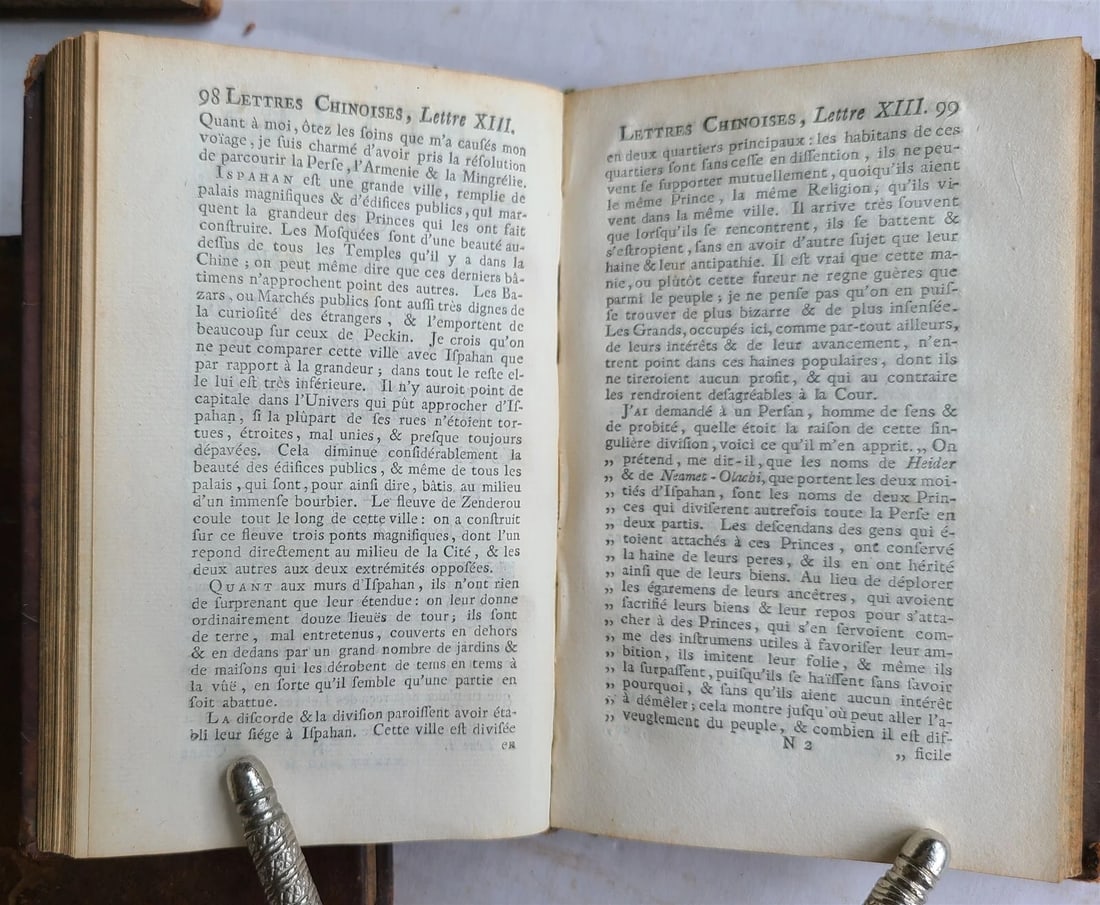 98 LETTRES CHINOISES, Lettre XIII.
Quant à moi, ôtez les ſoins que m'a cauſés mon
voïage; je ſuis charmé d'avoir pris la réſolution
de parcourir la Perſe, l'Armenie & la Mingrélie.
ISPAHAN eſt une grande ville, remplie de
palais magnifiques & d'édifices publics, qui mar-
quent la grandeur des Princes qui les ont fait
conſtruire. Les Moſquées ſont d'une beauté au-
deſſus de tous les Temples qu'il y a dans la
Chine; on peut même dire que ces derniers bâ-
timens n'approchent point des autres. Les Ba-
zars, ou Marchés publics ſont auſſi très dignes de
la curioſité des étrangers, & l'emportent de
beaucoup ſur ceux de Peckin. Je crois qu'on
ne peut comparer cette ville avec Iſpahan que
par rapport à la grandeur; dans tout le reſte el-
le lui eſt très inférieure. Il n'y auroit point de
capitale dans l'Univers qui pût approcher d'Iſ-
pahan, ſi la plûpart de ſes rues n'étoient tor-
tues, étroites, mal unies, & preſque toujours
dépavées. Cela diminue conſidérablement la
beauté des édifices publics, & même de tous les
palais, qui ſont, pour ainſi dire, bâtis au milieu
d'un immenſe bourbier. Le fleuve de Zenderou
coule tout le long de cette ville: on a conſtruit
ſur ce fleuve trois ponts magnifiques, dont l'un
repond directement au milieu de la Cité, & les
deux autres aux deux extrémités oppoſées.
QUANT aux murs d'Iſpahan, ils n'ont rien
de ſurprenant que leur étendue: on leur donne
ordinairement douze lieuës de tour; ils ſont
de terre, mal entretenus, couverts en dehors
& en dedans par un grand nombre de jardins &
de maiſons qui les dérobent de tems en tems à
la vûë, en ſorte qu'il ſemble qu'une partie en
ſoit abattue.
LA diſcorde & la diviſion paroiſſent avoir éta-
bli leur ſiége à Iſpahan. Cette ville eſt diviſée
en
LETTRES CHINOISES, Lettre XIII. 99
en deux quartiers principaux: les habitans de ces
quartiers ſont ſans ceſſe en diſſention, ils ne peu-
vent ſe ſupporter mutuellement, quoiqu'ils aient
le même Prince, la même Religion, qu'ils vi-
vent dans la même ville. Il arrive très ſouvent
que lorſqu'ils ſe rencontrent, ils ſe battent &
s'eſtropient, ſans en avoir d'autre ſujet que leur
haine & leur antipathie. Il eſt vrai que cette ma-
nie, ou plûtôt cette fureur ne regne guères que
parmi le peuple; je ne penſe pas qu'on en puiſ-
ſe trouver de plus bizarre & de plus inſenſée.
Les Grands, occupés ici, comme par-tout ailleurs,
de leurs intérêts & de leur avancement, n'en-
trent point dans ces haines populaires, dont ils
ne tireroient aucun profit, & qui au contraire
les rendroient deſagréables à la Cour.
J'AI demandé à un Perſan, homme de ſens &
de probité, quelle étoit la raiſon de cette ſin-
gulière diviſion, voici ce qu'il m'en apprit. „ On
„ prétend, me dit-il, que les noms de Heider
„ & de Neamet-Olachi, que portent les deux moi-
„ tiés d'Iſpahan, ſont les noms de deux Prin-
„ ces qui diviſerent autrefois toute la Perſe en
„ deux partis. Les deſcendans des gens qui é-
„ toient attachés à ces Princes, ont conſervé
„ la haine de leurs peres, & ils en ont hérité
„ ainſi que de leurs biens. Au lieu de déplorer
„ les égaremens de leurs ancêtres, qui avoient
„ ſacrifié leurs biens & leur repos pour s'atta-
„ cher à des Princes, qui s'en ſervoient com-
„ me des inſtrumens utiles à favoriſer leur am-
„ bition, ils imitent leur folie, & même ils
„ la ſurpaſſent, puiſqu'ils ſe haïſſent ſans ſavoir
„ pourquoi, & ſans qu'ils aient aucun intérêt
„ à démêler; cela montre juſqu'où peut aller l'a-
„ veuglement du peuple, & combien il eſt dif-
N 2
„ ficile